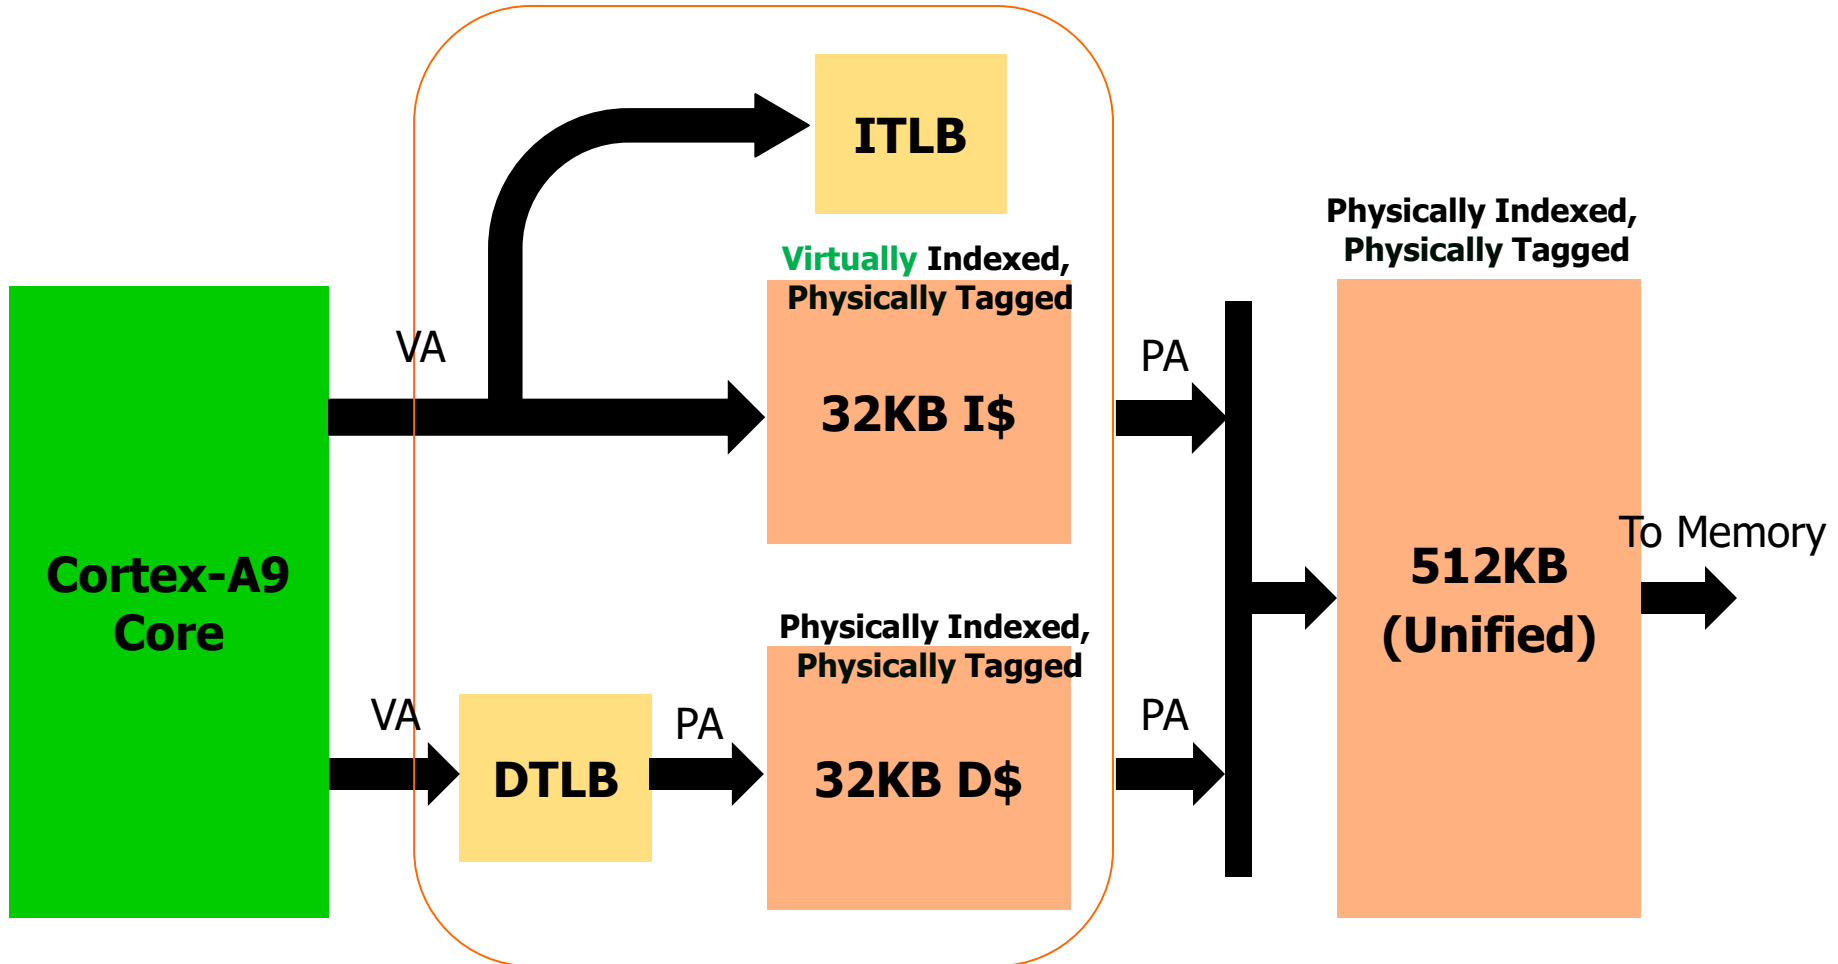 ITLB
Virtually Indexed,
Physically Tagged
32KB I$
VA
PA
Physically Indexed,
Physically Tagged
Cortex-A9
Core
VA
DTLB
PA
Physically Indexed,
Physically Tagged
32KB D$
PA
512KB
(Unified)
To Memory